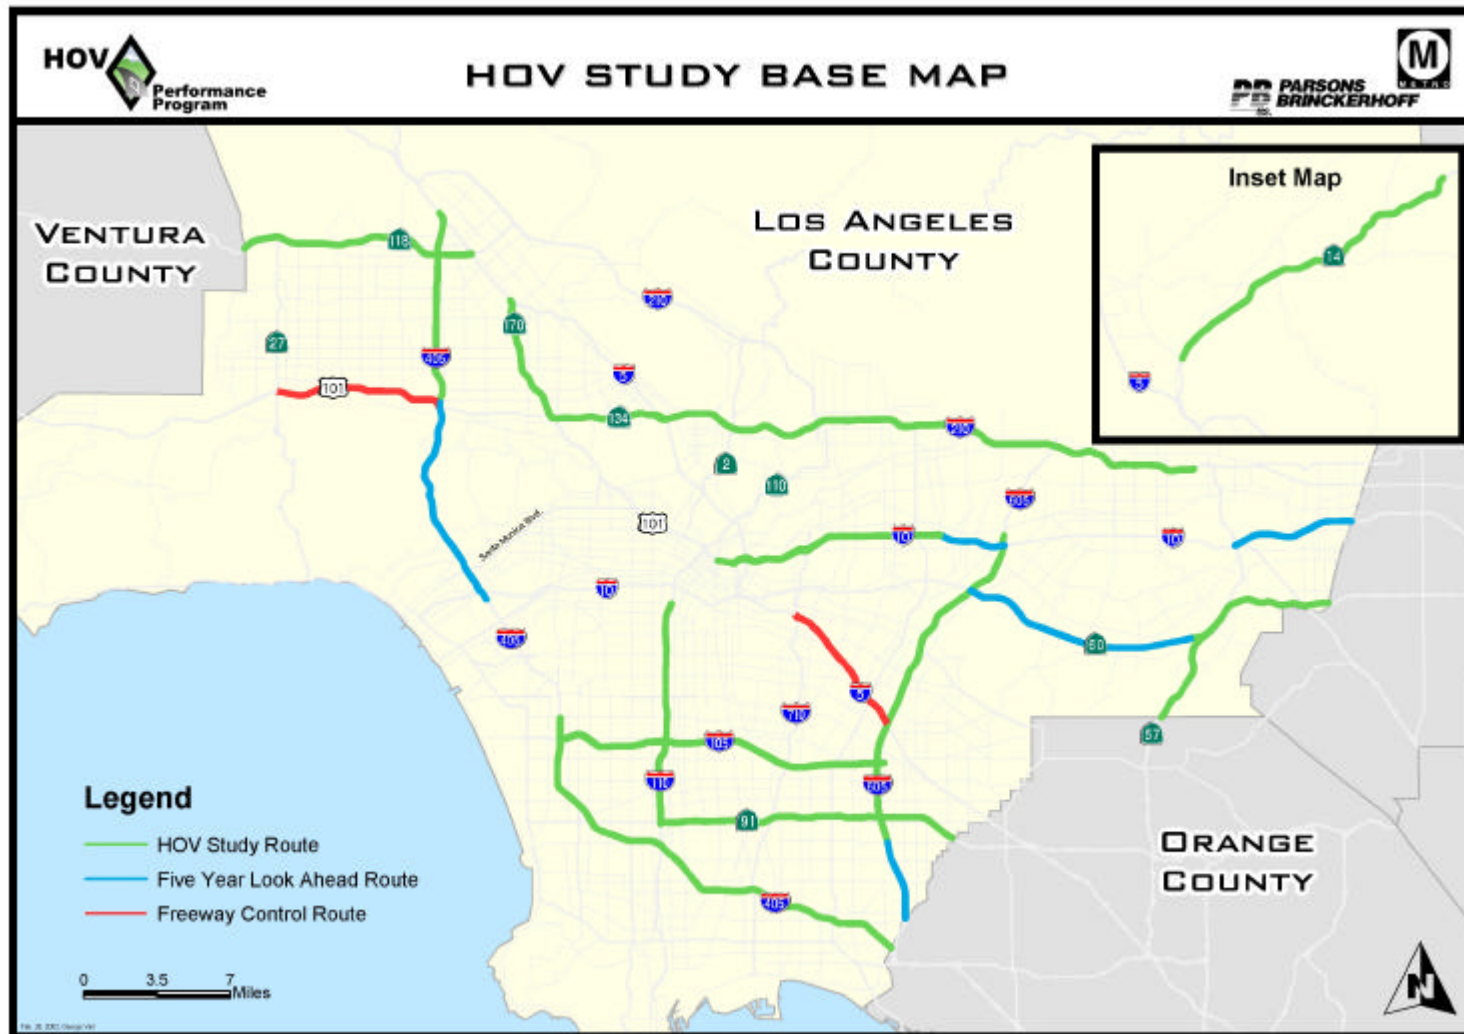 HOV
Performance
Program
HOV STUDY BASE MAP
PB
PARSONS
BRINCKERHOFF
M
METRO
VENTURA
COUNTY
LOS ANGELES
COUNTY
Inset Map
14
5
118
210
170
27
405
5
101
134
210
2
110
605
101
10
10
Santa Monica Blvd.
10
405
60
5
710
57
105
110
605
91
405
ORANGE
COUNTY
Legend
HOV Study Route
Five Year Look Ahead Route
Freeway Control Route
0 3.5 7
Miles
N